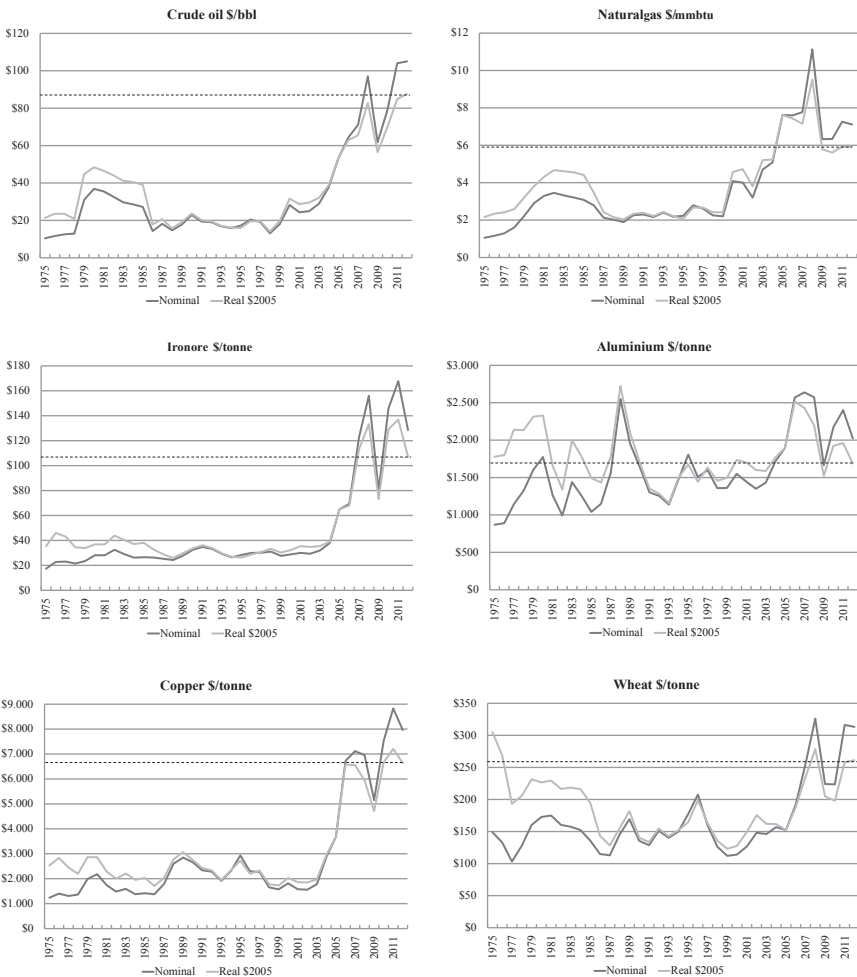 Crude oil $/bbl
$120
$100
$80
$60
$40
$20
$0
1975 1977 1979 1981 1983 1985 1987 1989 1991 1993 1995 1997 1999 2001 2003 2005 2007 2009 2011
Nominal Real $2005
Naturalgas $/mmbtu
$12
$12
$8
$6
$4
$2
$0
1975 1977 1979 1981 1983 1985 1987 1989 1991 1993 1995 1997 1999 2001 2003 2005 2007 2009 2011
Nominal Real $2005
Ironore $/tonne
$180
$160
$140
$120
$100
$80
$60
$40
$20
$0
1975 1977 1979 1981 1983 1985 1987 1989 1991 1993 1995 1997 1999 2001 2003 2005 2007 2009 2011
Nominal Real $2005
Aluminium $/tonne
$3.000
$2.500
$2.000
$1.500
$1.000
$500
$0
1975 1977 1979 1981 1983 1985 1987 1989 1991 1993 1995 1997 1999 2001 2003 2005 2007 2009 2011
Nominal Real $2005
Copper $/tonne
$9.000
$8.000
$7.000
$6.000
$5.000
$4.000
$3.000
$2.000
$1.000
$0
1975 1977 1979 1981 1983 1985 1987 1989 1991 1993 1995 1997 1999 2001 2003 2005 2007 2009 2011
Nominal Real $2005
Wheat $/tonne
$350
$300
$250
$200
$150
$100
$50
$0
1975 1977 1979 1981 1983 1985 1987 1989 1991 1993 1995 1997 1999 2001 2003 2005 2007 2009 2011
Nominal Real $2005